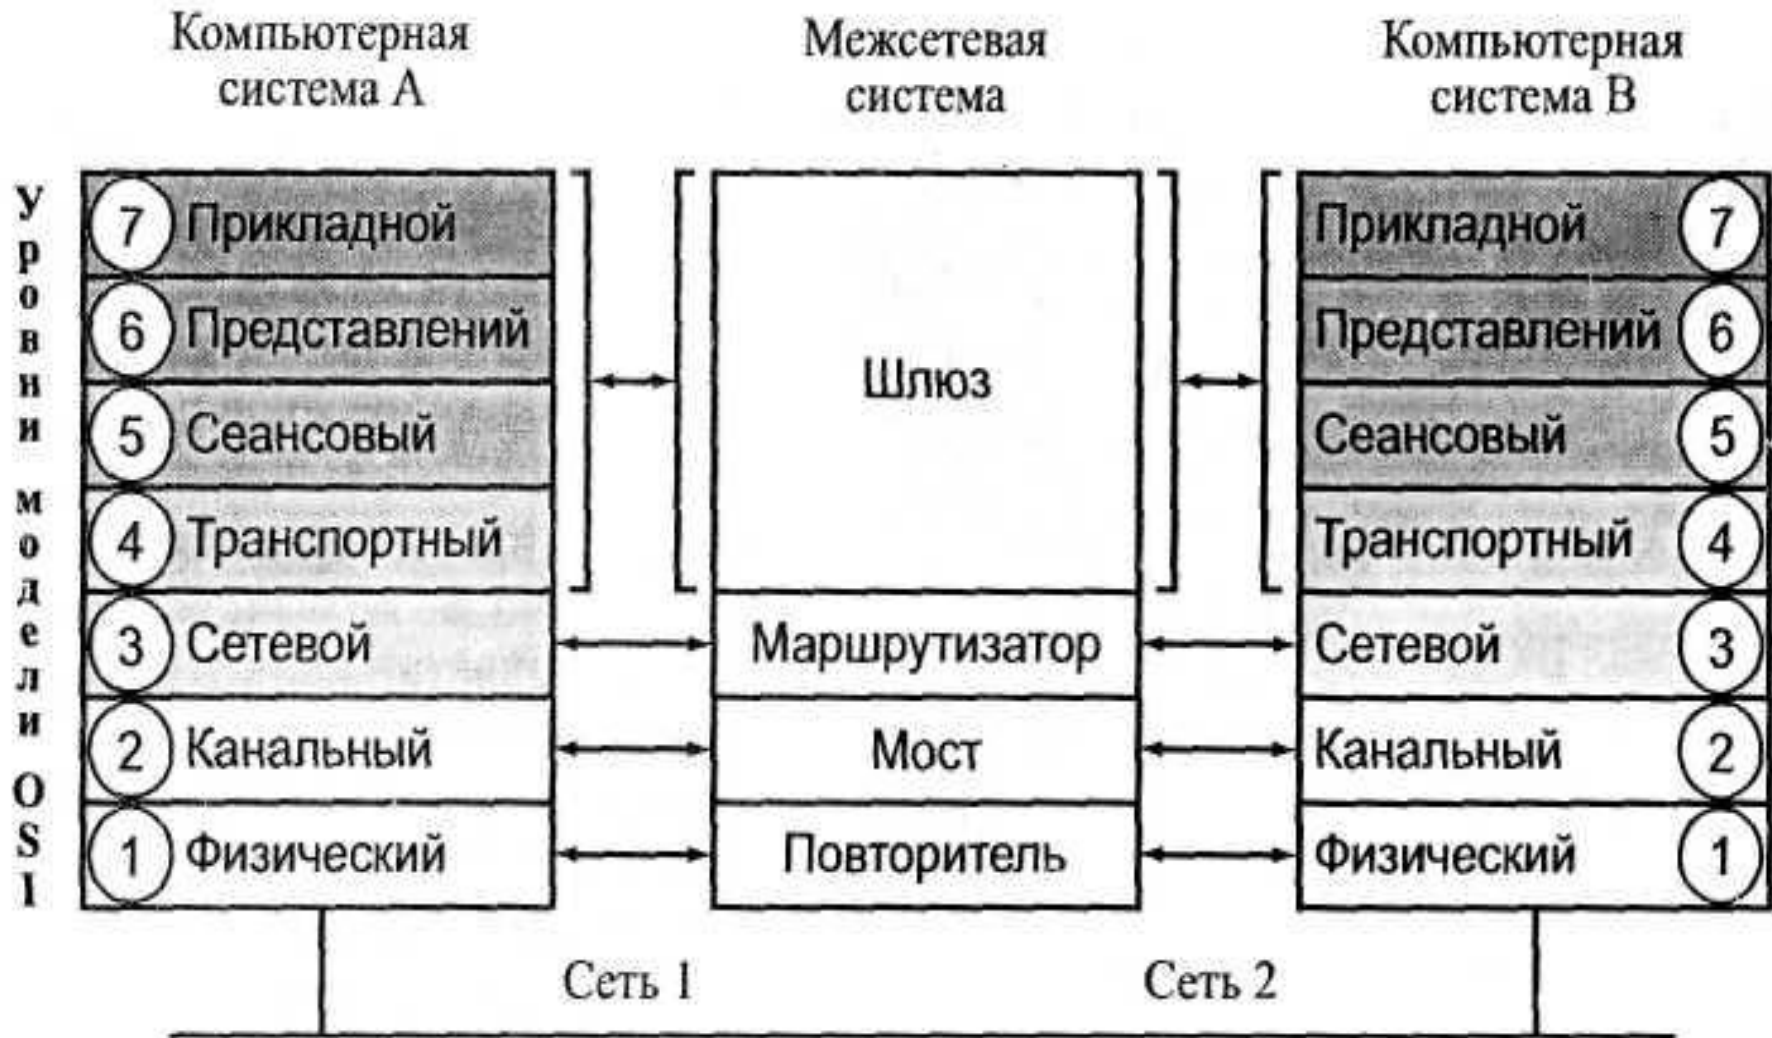 Компьютерная
система А
Межсетевая
система
Компьютерная
система В
Уровни модели OSI
7 Прикладной
6 Представлений
5 Сеансовый
4 Транспортный
3 Сетевой
2 Канальный
1 Физический
Шлюз
Маршрутизатор
Мост
Повторитель
Прикладной 7
Представлений 6
Сеансовый 5
Транспортный 4
Сетевой 3
Канальный 2
Физический 1
Сеть 1
Сеть 2